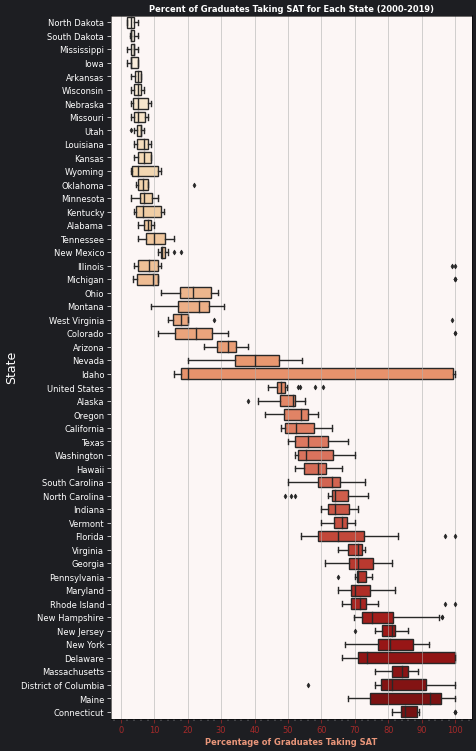 Percent of Graduates Taking SAT for Each State (2000-2019)
State
North Dakota
South Dakota
Mississippi
Iowa
Arkansas
Wisconsin
Nebraska
Missouri
Utah
Louisiana
Kansas
Wyoming
Oklahoma
Minnesota
Kentucky
Alabama
Tennessee
New Mexico
Illinois
Michigan
Ohio
Montana
West Virginia
Colorado
Arizona
Nevada
Idaho
United States
Alaska
Oregon
California
Texas
Washington
Hawaii
South Carolina
North Carolina
Indiana
Vermont
Florida
Virginia
Georgia
Pennsylvania
Maryland
Rhode Island
New Hampshire
New Jersey
New York
Delaware
Massachusetts
District of Columbia
Maine
Connecticut
0 10 20 30 40 50 60 70 80 90 100
Percentage of Graduates Taking SAT